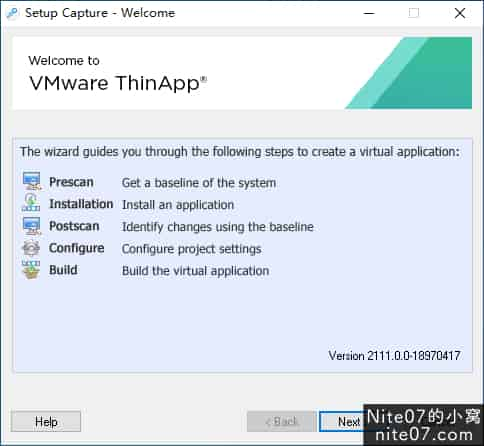 Setup Capture - Welcome
Welcome to
VMware ThinApp®
The wizard guides you through the following steps to create a virtual application:
Prescan Get a baseline of the system
Installation Install an application
Postscan Identify changes using the baseline
Configure Configure project settings
Build Build the virtual application
Version 2111.0.0-18970417
Help
< Back
Next
Nite07的小窝
nite07.com